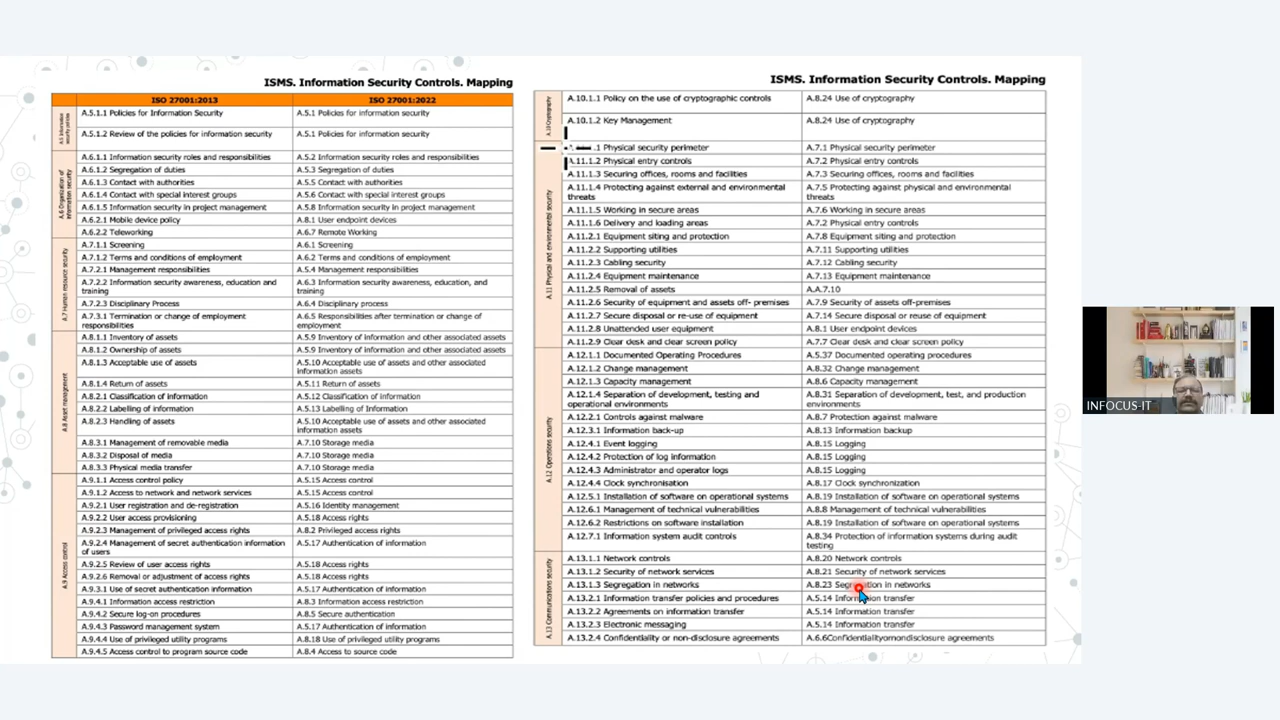 ISMS. Information Security Controls. Mapping
ISO 27001:2013 ISO 27001:2022
A.5 Information security policies
A.5.1.1 Policies for Information Security A.5.1 Policies for information security
A.5.1.2 Review of the policies for information security A.5.1 Policies for information security
A.6 Organization of information security
A.6.1.1 Information security roles and responsibilities A.5.2 Information security roles and responsibilities
A.6.1.2 Segregation of duties A.5.3 Segregation of duties
A.6.1.3 Contact with authorities A.5.5 Contact with authorities
A.6.1.4 Contact with special interest groups A.5.6 Contact with special interest groups
A.6.1.5 Information security in project management A.5.8 Information security in project management
A.6.2.1 Mobile device policy A.8.1 User endpoint devices
A.6.2.2 Teleworking A.6.7 Remote Working
A.7 Human resource security
A.7.1.1 Screening A.6.1 Screening
A.7.1.2 Terms and conditions of employment A.6.2 Terms and conditions of employment
A.7.2.1 Management responsibilities A.5.4 Management responsibilities
A.7.2.2 Information security awareness, education and training A.6.3 Information security awareness, education, and training
A.7.2.3 Disciplinary Process A.6.4 Disciplinary process
A.7.3.1 Termination or change of employment responsibilities A.6.5 Responsibilities after termination or change of employment
A.8 Asset management
A.8.1.1 Inventory of assets A.5.9 Inventory of information and other associated assets
A.8.1.2 Ownership of assets A.5.9 Inventory of information and other associated assets
A.8.1.3 Acceptable use of assets A.5.10 Acceptable use of assets and other associated information assets
A.8.1.4 Return of assets A.5.11 Return of assets
A.8.2.1 Classification of information A.5.12 Classification of information
A.8.2.2 Labelling of information A.5.13 Labelling of Information
A.8.2.3 Handling of assets A.5.10 Acceptable use of assets and other associated information assets
A.8.3.1 Management of removable media A.7.10 Storage media
A.8.3.2 Disposal of media A.7.10 Storage media
A.8.3.3 Physical media transfer A.7.10 Storage media
A.9 Access control
A.9.1.1 Access control policy A.5.15 Access control
A.9.1.2 Access to network and network services A.5.15 Access control
A.9.2.1 User registration and de-registration A.5.16 Identity management
A.9.2.2 User access provisioning A.5.18 Access rights
A.9.2.3 Management of privileged access rights A.8.2 Privileged access rights
A.9.2.4 Management of secret authentication information of users A.5.17 Authentication of information
A.9.2.5 Review of user access rights A.5.18 Access rights
A.9.2.6 Removal or adjustment of access rights A.5.18 Access rights
A.9.3.1 Use of secret authentication information A.5.17 Authentication of information
A.9.4.1 Information access restriction A.8.3 Information access restriction
A.9.4.2 Secure log-on procedures A.8.5 Secure authentication
A.9.4.3 Password management system A.5.17 Authentication of information
A.9.4.4 Use of privileged utility programs A.8.18 Use of privileged utility programs
A.9.4.5 Access control to program source code A.8.4 Access to source code
ISMS. Information Security Controls. Mapping
A.10 Cryptography
A.10.1.1 Policy on the use of cryptographic controls A.8.24 Use of cryptography
A.10.1.2 Key Management A.8.24 Use of cryptography
A.11 Physical and environmental security
.1 Physical security perimeter A.7.1 Physical security perimeter
A.11.1.2 Physical entry controls A.7.2 Physical entry controls
A.11.1.3 Securing offices, rooms and facilities A.7.3 Securing offices, rooms and facilities
A.11.1.4 Protecting against external and environmental threats A.7.5 Protecting against physical and environmental threats
A.11.1.5 Working in secure areas A.7.6 Working in secure areas
A.11.1.6 Delivery and loading areas A.7.2 Physical entry controls
A.11.2.1 Equipment siting and protection A.7.8 Equipment siting and protection
A.11.2.2 Supporting utilities A.7.11 Supporting utilities
A.11.2.3 Cabling security A.7.12 Cabling security
A.11.2.4 Equipment maintenance A.7.13 Equipment maintenance
A.11.2.5 Removal of assets A.A.7.10
A.11.2.6 Security of equipment and assets off- premises A.7.9 Security of assets off-premises
A.11.2.7 Secure disposal or re-use of equipment A.7.14 Secure disposal or reuse of equipment
A.11.2.8 Unattended user equipment A.8.1 User endpoint devices
A.11.2.9 Clear desk and clear screen policy A.7.7 Clear desk and clear screen policy
A.12 Operations security
A.12.1.1 Documented Operating Procedures A.5.37 Documented operating procedures
A.12.1.2 Change management A.8.32 Change management
A.12.1.3 Capacity management A.8.6 Capacity management
A.12.1.4 Separation of development, testing and operational environments A.8.31 Separation of development, test, and production environments
A.12.2.1 Controls against malware A.8.7 Protection against malware
A.12.3.1 Information back-up A.8.13 Information backup
A.12.4.1 Event logging A.8.15 Logging
A.12.4.2 Protection of log information A.8.15 Logging
A.12.4.3 Administrator and operator logs A.8.15 Logging
A.12.4.4 Clock synchronisation A.8.17 Clock synchronization
A.12.5.1 Installation of software on operational systems A.8.19 Installation of software on operational systems
A.12.6.1 Management of technical vulnerabilities A.8.8 Management of technical vulnerabilities
A.12.6.2 Restrictions on software installation A.8.19 Installation of software on operational systems
A.12.7.1 Information system audit controls A.8.34 Protection of information systems during audit testing
A.13 Communications security
A.13.1.1 Network controls A.8.20 Network controls
A.13.1.2 Security of network services A.8.21 Security of network services
A.13.1.3 Segregation in networks A.8.23 Segregation in networks
A.13.2.1 Information transfer policies and procedures A.5.14 Information transfer
A.13.2.2 Agreements on information transfer A.5.14 Information transfer
A.13.2.3 Electronic messaging A.5.14 Information transfer
A.13.2.4 Confidentiality or non-disclosure agreements A.6.6Confidentialityornondisclosure agreements
INFOCUS-IT